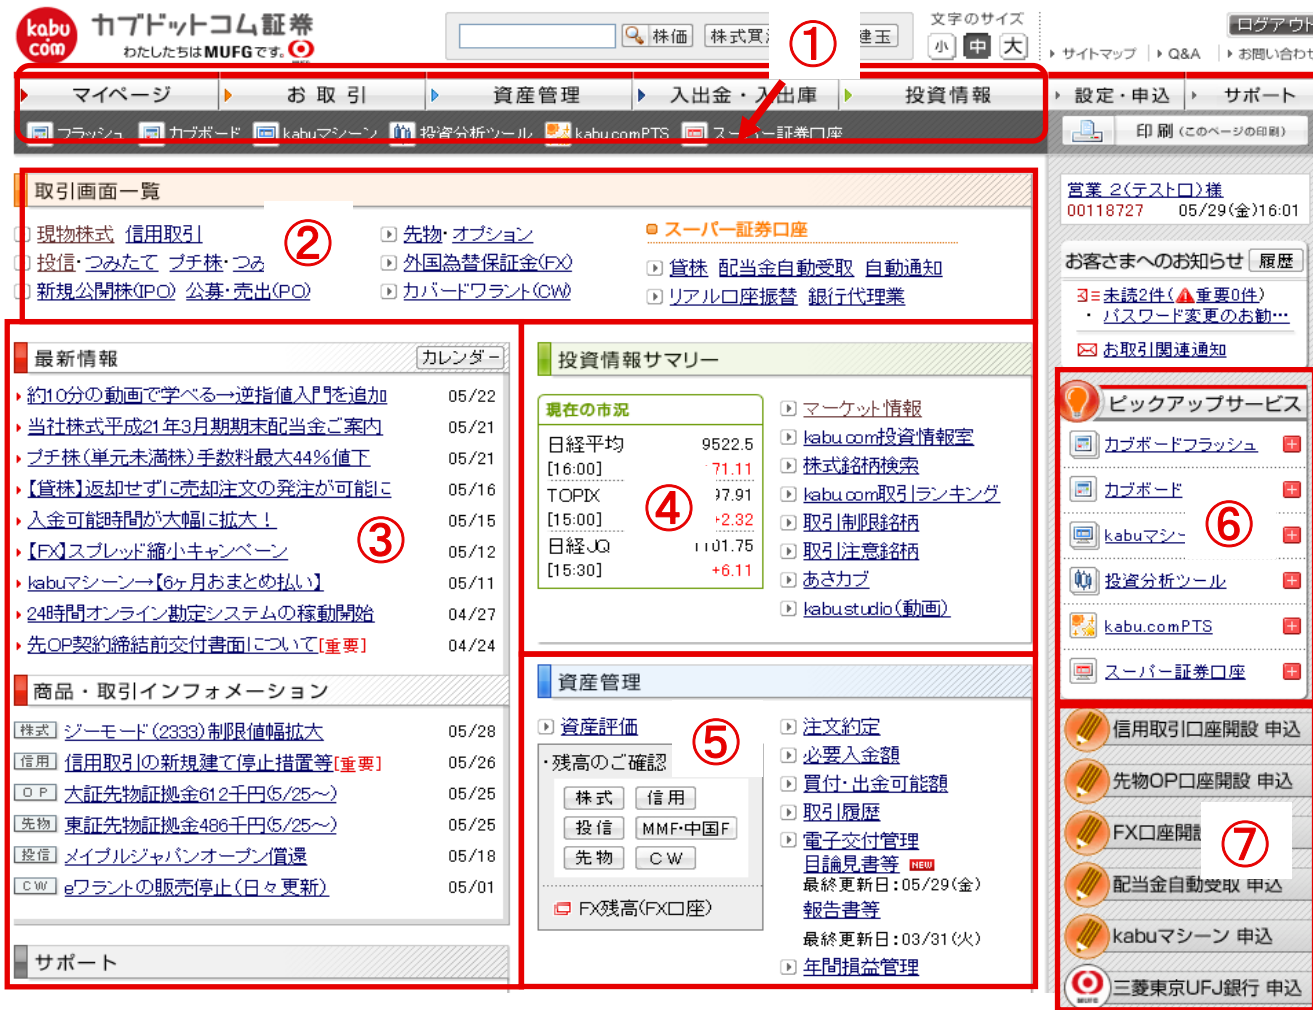 kabu.com
カブドットコム証券
わたしたちはMUFGです。
株価
株式買
建玉
文字のサイズ
小 中 大
ログアウト
サイトマップ
Q&A
お問い合わせ
①
マイページ
お取引
資産管理
入出金・入出庫
投資情報
設定・申込
サポート
フラッシュ
カブボード
kabuマシーン
投資分析ツール
kabu.comPTS
スーパー証券口座
印刷(このページの印刷)
取引画面一覧
②
現物株式 信用取引
投信・つみたて プチ株・つみ
新規公開株(IPO) 公募・売出(PO)
先物・オプション
外国為替保証金(FX)
カバードワラント(CW)
スーパー証券口座
貸株 配当金自動受取 自動通知
リアル口座振替 銀行代理業
営業 2(テスト口)様
00118727 05/29(金)16:01
お客さまへのお知らせ 履歴
未読2件(重要0件)
・パスワード変更のお勧…
お取引関連通知
最新情報 カレンダー
約10分の動画で学べる→逆指値入門を追加 05/22
当社株式平成21年3月期期末配当金ご案内 05/21
プチ株(単元未満株)手数料最大44%値下 05/21
【貸株】返却せずに売却注文の発注が可能に 05/16
入金可能時間が大幅に拡大！ 05/15
【FX】スプレッド縮小キャンペーン 05/12
kabuマシーン→【6ヶ月おまとめ払い】 05/11
24時間オンライン勘定システムの稼動開始 04/27
先OP契約締結前交付書面について[重要] 04/24
③
商品・取引インフォメーション
株式 ジーモード(2333)制限値幅拡大 05/28
信用 信用取引の新規建て停止措置等[重要] 05/26
OP 大証先物証拠金612千円(5/25～) 05/25
先物 東証先物証拠金486千円(5/25～) 05/25
投信 メイプルジャパンオープン償還 05/18
CW eワラントの販売停止(日々更新) 05/01
サポート
投資情報サマリー
現在の市況
日経平均 9522.5
[16:00] 71.11
TOPIX 97.91
[15:00] +2.32
日経JQ 1101.75
[15:30] +6.11
④
マーケット情報
kabu.com投資情報室
株式銘柄検索
kabu.com取引ランキング
取引制限銘柄
取引注意銘柄
あさカブ
kabustudio(動画)
資産管理
⑤
資産評価
・残高のご確認
株式 信用
投信 MMF・中国F
先物 CW
FX残高(FX口座)
注文約定
必要入金額
買付・出金可能額
取引履歴
電子交付管理
目論見書等 NEW
最終更新日:05/29(金)
報告書等
最終更新日:03/31(火)
年間損益管理
ピックアップサービス
カブボードフラッシュ
カブボード
kabuマシー
投資分析ツール
kabu.comPTS
スーパー証券口座
⑥
信用取引口座開設 申込
先物OP口座開設 申込
FX口座開設
配当金自動受取 申込
kabuマシーン 申込
MUFG 三菱東京UFJ銀行 申込
⑦